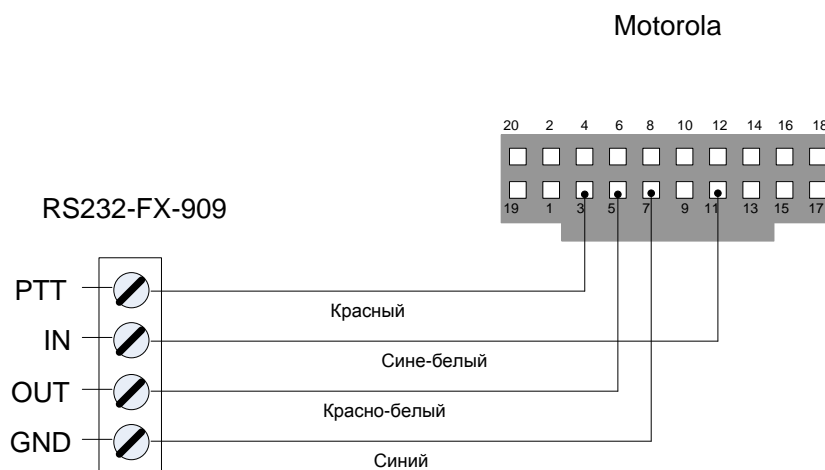 Motorola
20 2 4 6 8 10 12 14 16 18
19 1 3 5 7 9 11 13 15 17
RS232-FX-909
PTT
Красный
IN
Сине-белый
OUT
Красно-белый
GND
Синий